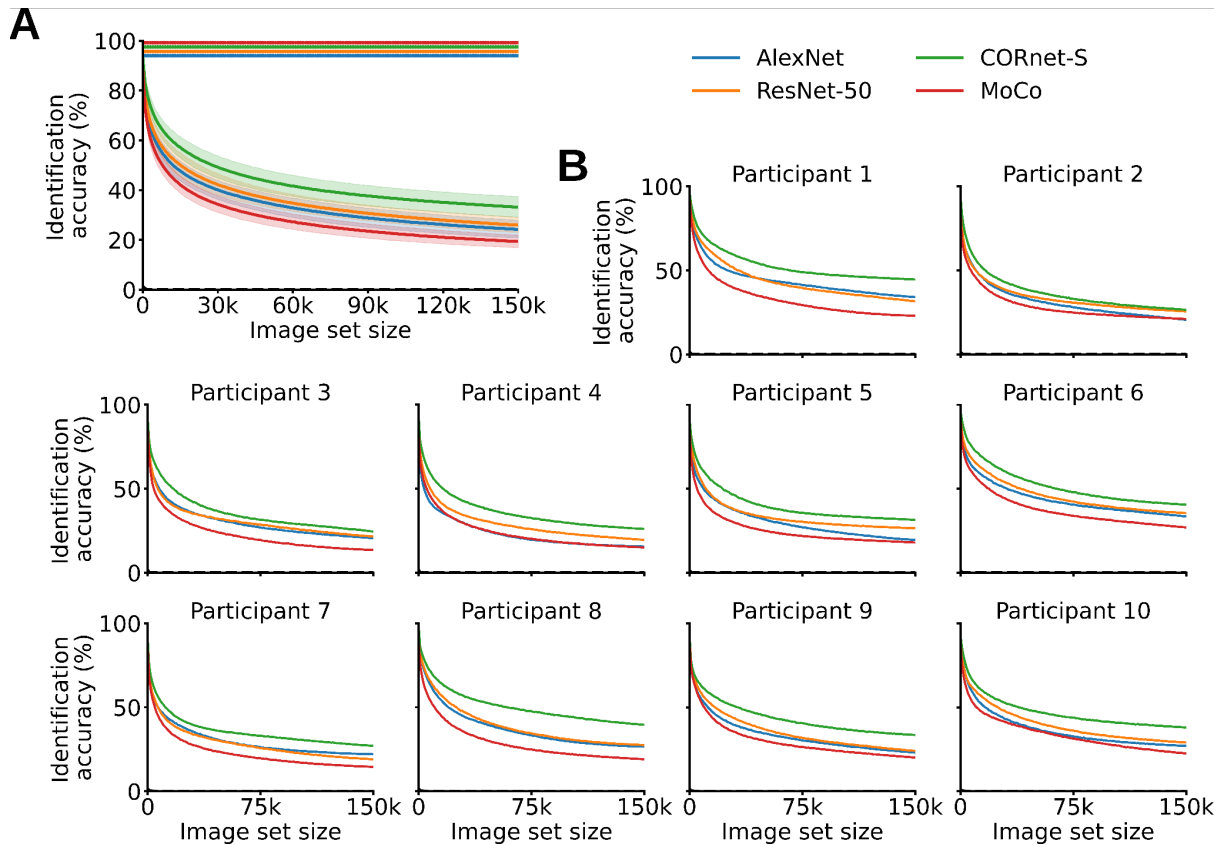 A
100
80
60
40
20
0
Identification
accuracy (%)
0 30k 60k 90k 120k 150k
Image set size
AlexNet
ResNet-50
CORnet-S
MoCo
B
Participant 1
Participant 2
100
50
0
Identification
accuracy (%)
Participant 3
Participant 4
Participant 5
Participant 6
100
50
0
Identification
accuracy (%)
Participant 7
Participant 8
Participant 9
Participant 10
100
50
0
Identification
accuracy (%)
0 75k 150k
0 75k 150k
0 75k 150k
0 75k 150k
Image set size
Image set size
Image set size
Image set size